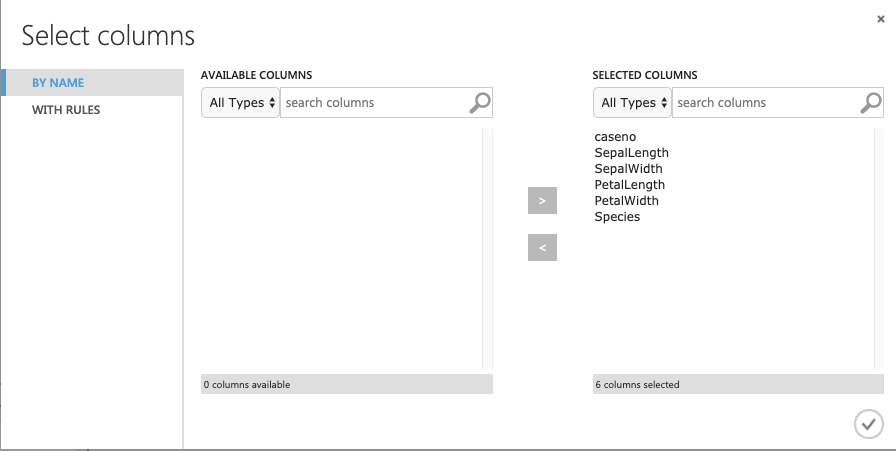 ×
Select columns
BY NAME
WITH RULES
AVAILABLE COLUMNS
All Types
search columns
0 columns available
>
<
SELECTED COLUMNS
All Types
search columns
caseno
SepalLength
SepalWidth
PetalLength
PetalWidth
Species
6 columns selected